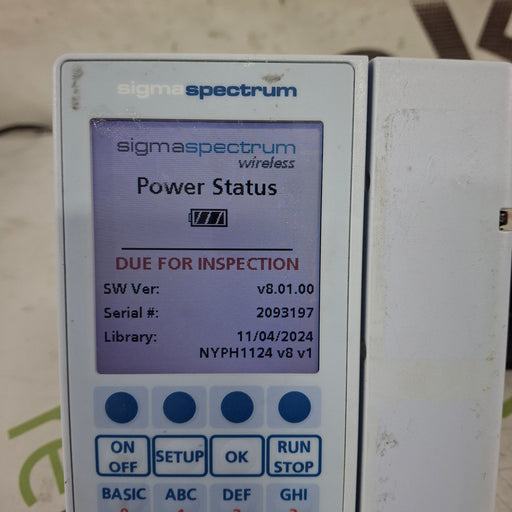 sigmaspectrum
sigmaspectrum
wireless
Power Status
DUE FOR INSPECTION
SW Ver: v8.01.00
Serial #: 2093197
Library: 11/04/2024
NYPH1124 v8 v1
ON OFF SETUP OK RUN STOP
BASIC ABC DEF GHI